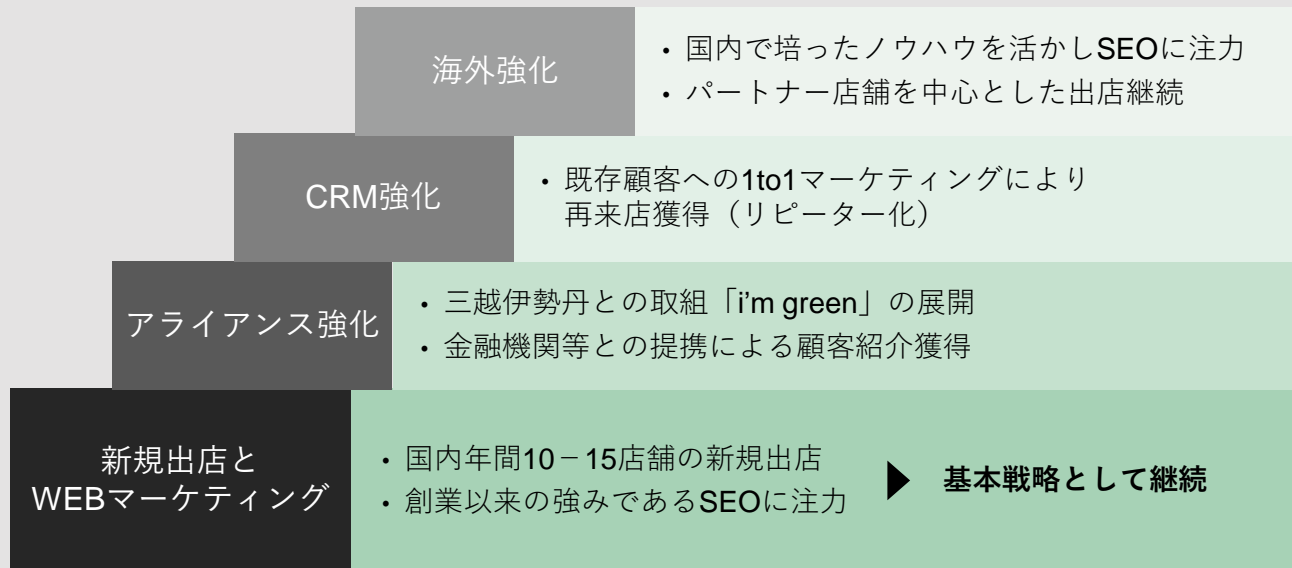 海外強化
• 国内で培ったノウハウを活かしSEOに注力
• パートナー店舗を中心とした出店継続
CRM強化
• 既存顧客への1to1マーケティングにより
再来店獲得（リピーター化）
アライアンス強化
• 三越伊勢丹との取組「i’m green」の展開
• 金融機関等との提携による顧客紹介獲得
新規出店と
WEBマーケティング
• 国内年間10－15店舗の新規出店
• 創業以来の強みであるSEOに注力
▶ 基本戦略として継続